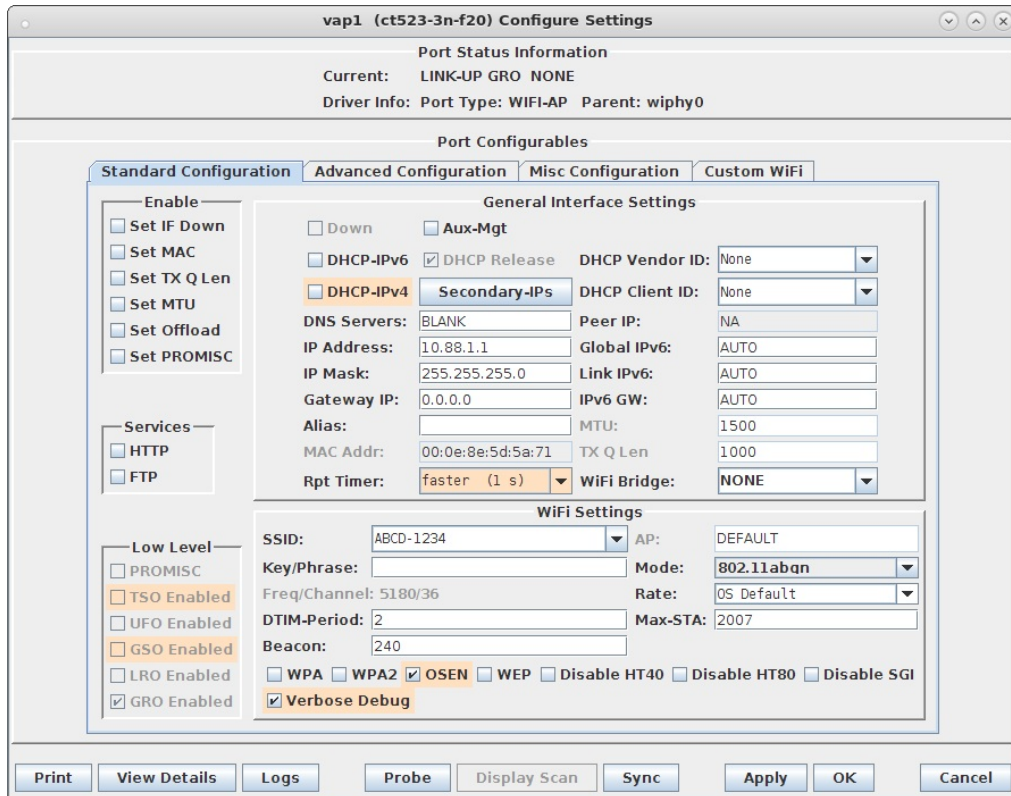 vap1 (ct523-3n-f20) Configure Settings
Port Status Information
Current: LINK-UP GRO NONE
Driver Info: Port Type: WIFI-AP Parent: wiphy0
Port Configurables
Standard Configuration Advanced Configuration Misc Configuration Custom WiFi
Enable
Set IF Down
Set MAC
Set TX Q Len
Set MTU
Set Offload
Set PROMISC
Services
HTTP
FTP
Low Level
PROMISC
TSO Enabled
UFO Enabled
GSO Enabled
LRO Enabled
GRO Enabled
General Interface Settings
Down Aux-Mgt
DHCP-IPv6 DHCP Release DHCP Vendor ID: None
DHCP-IPv4 Secondary-IPs DHCP Client ID: None
DNS Servers: BLANK Peer IP: NA
IP Address: 10.88.1.1 Global IPv6: AUTO
IP Mask: 255.255.255.0 Link IPv6: AUTO
Gateway IP: 0.0.0.0 IPv6 GW: AUTO
Alias: MTU: 1500
MAC Addr: 00:0e:8e:5d:5a:71 TX Q Len 1000
Rpt Timer: faster (1 s) WiFi Bridge: NONE
WiFi Settings
SSID: ABCD-1234 AP: DEFAULT
Key/Phrase: Mode: 802.11abgn
Freq/Channel: 5180/36 Rate: OS Default
DTIM-Period: 2 Max-STA: 2007
Beacon: 240
WPA WPA2 OSEN WEP Disable HT40 Disable HT80 Disable SGI
Verbose Debug
Print View Details Logs Probe Display Scan Sync Apply OK Cancel